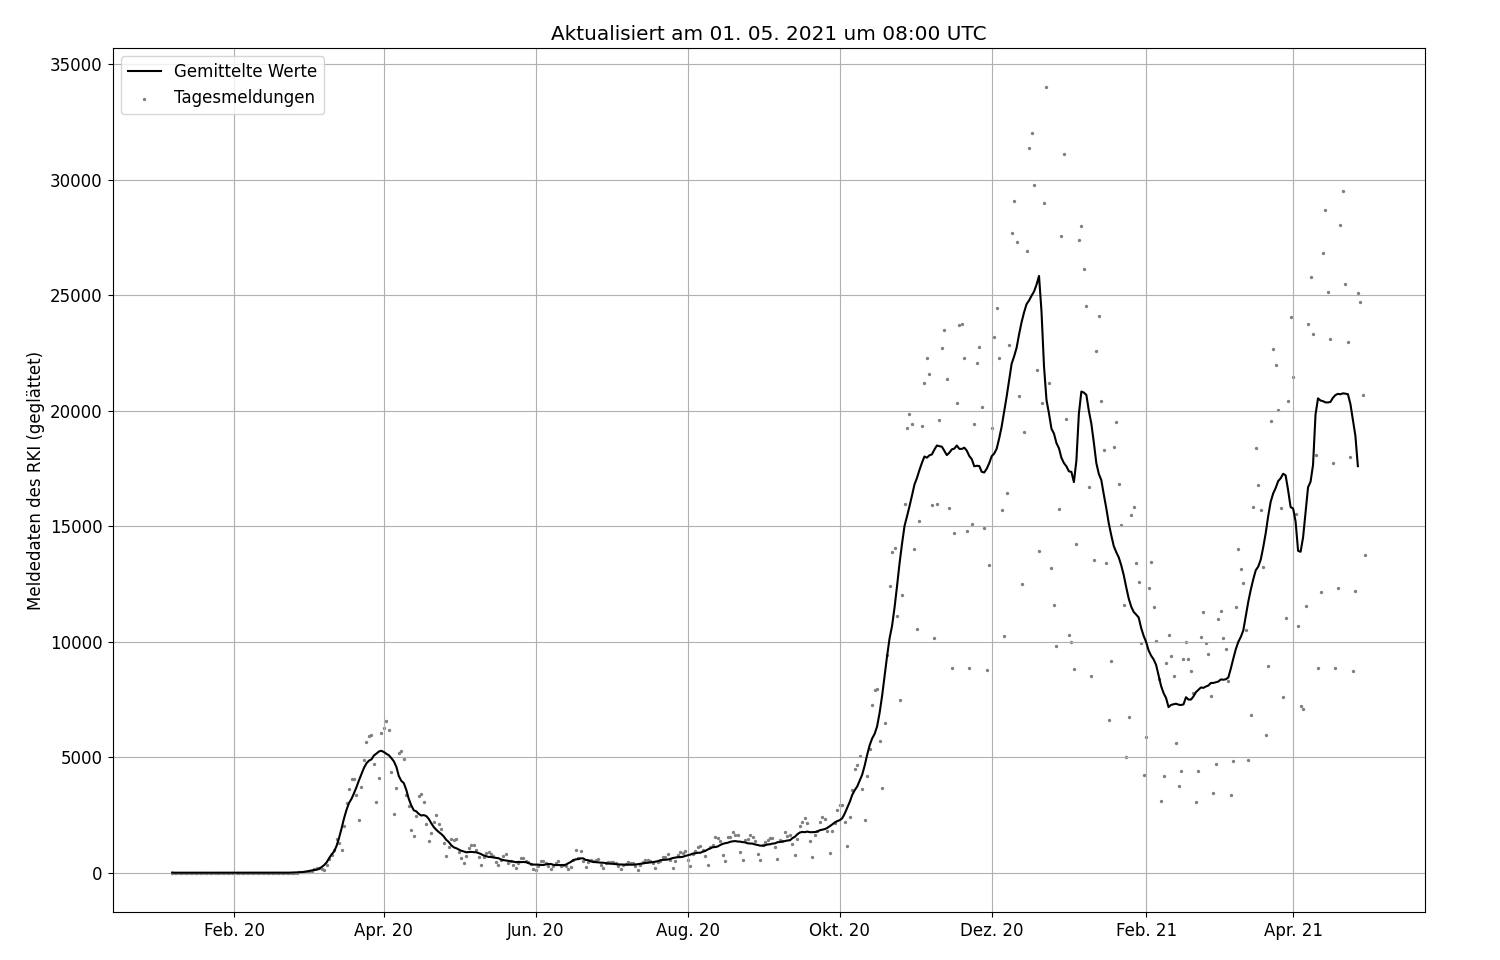 Aktualisiert am 01. 05. 2021 um 08:00 UTC
Gemittelte Werte
Tagesmeldungen
Meldedaten des RKI (geglättet)
35000
30000
25000
20000
15000
10000
5000
0
Feb. 20 Apr. 20 Jun. 20 Aug. 20 Okt. 20 Dez. 20 Feb. 21 Apr. 21